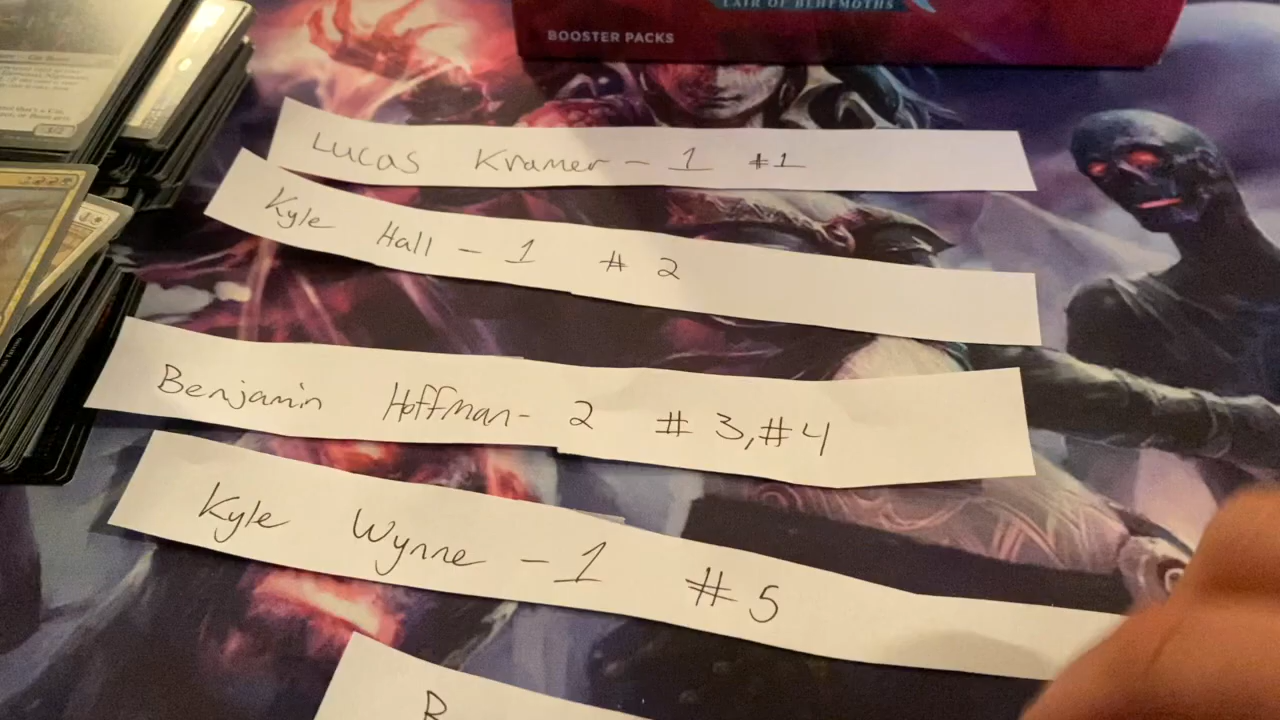 LAIR OF BEHEMOTHS
BOOSTER PACKS
Lucas Kramer - 1 #1
Kyle Hall - 1 # 2
Benjamin Hoffman- 2 # 3,#4
Kyle Wynne - 1 # 5
B